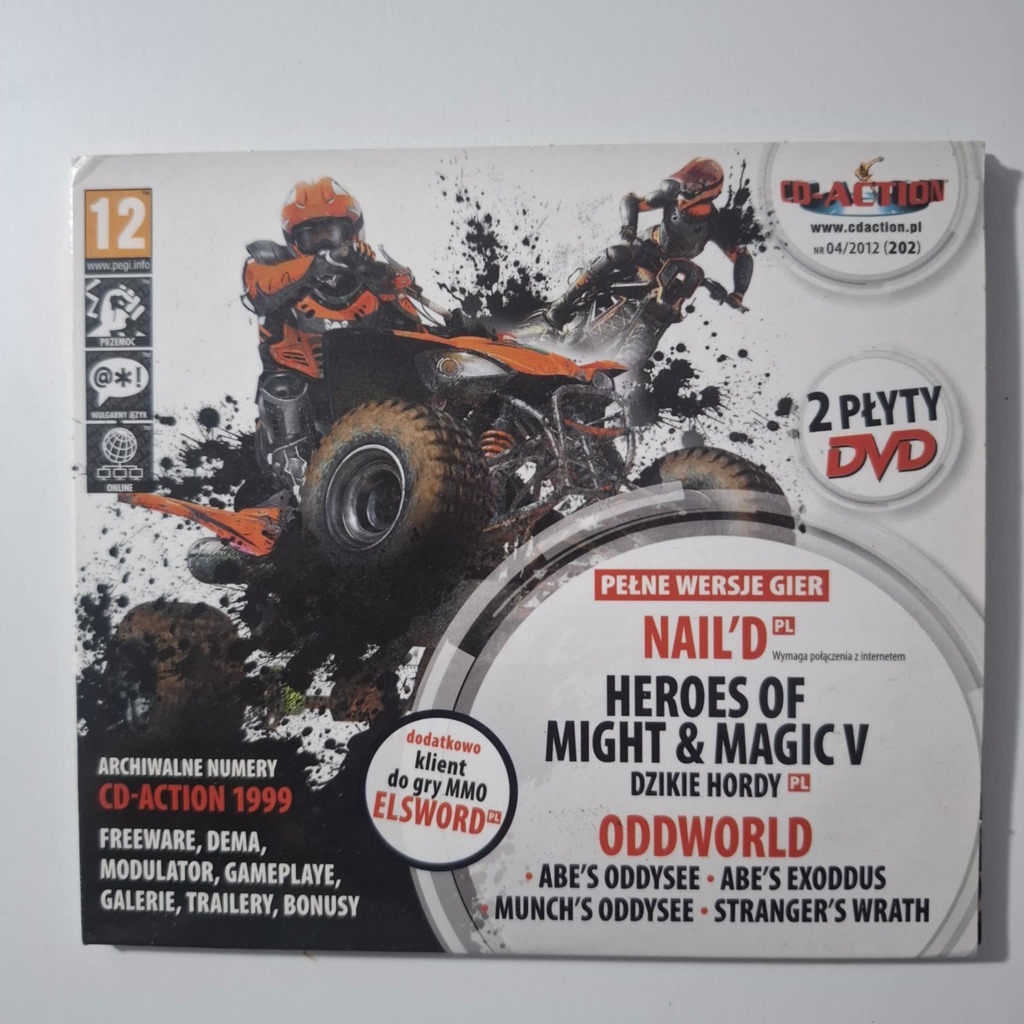 12
www.pegi.info
PRZEMOC
@*!
WULGARNY JĘZYK
ONLINE
CD-ACTION
www.cdaction.pl
NR 04/2012 (202)
2 PŁYTY
DVD
PEŁNE WERSJE GIER
NAIL'D PL
Wymaga połączenia z internetem
HEROES OF
MIGHT & MAGIC V
DZIKIE HORDY PL
ODDWORLD
• ABE'S ODDYSEE • ABE'S EXODDUS
• MUNCH'S ODDYSEE • STRANGER'S WRATH
dodatkowo
klient
do gry MMO
ELSWORD PL
ARCHIWALNE NUMERY
CD-ACTION 1999
FREEWARE, DEMA,
MODULATOR, GAMEPLAYE,
GALERIE, TRAILERY, BONUSY